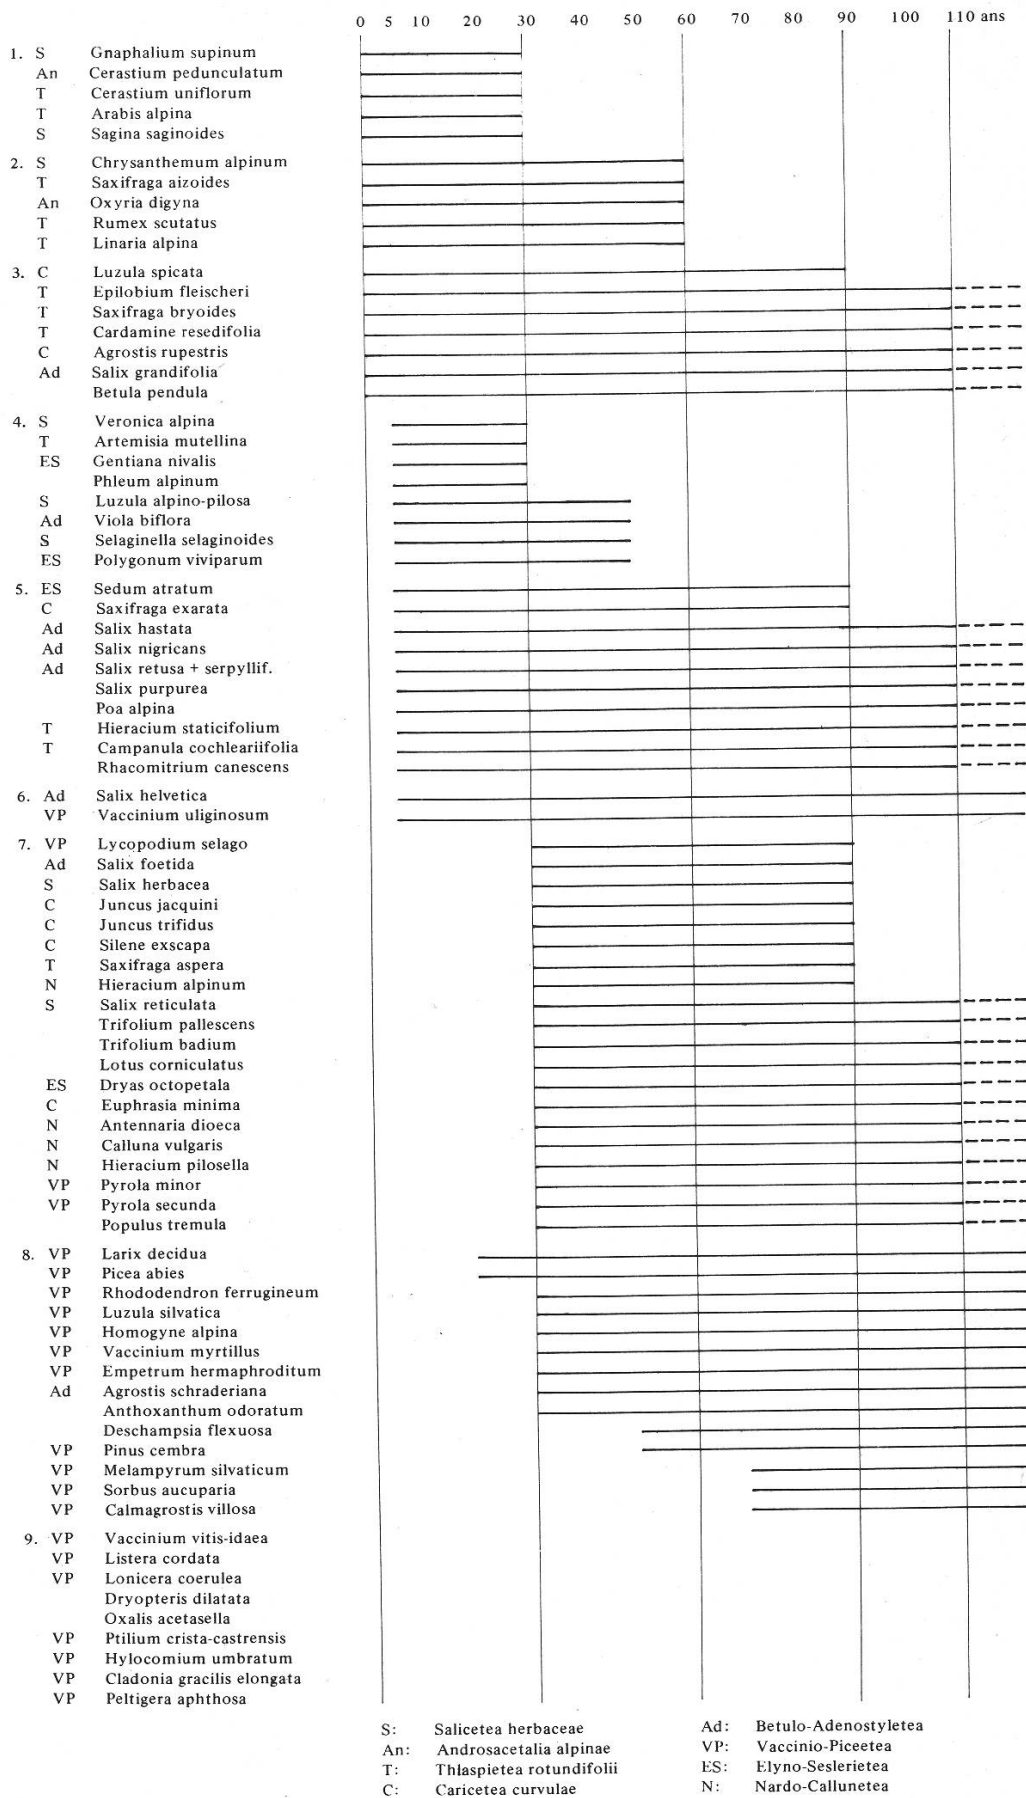 0 5 10 20 30 40 50 60 70 80 90 100 110 ans
1. S Gnaphalium supinum
An Cerastium pedunculatum
T Cerastium uniflorum
T Arabis alpina
S Sagina saginoides
2. S Chrysanthemum alpinum
T Saxifraga aizoides
An Oxyria digyna
T Rumex scutatus
T Linaria alpina
3. C Luzula spicata
T Epilobium fleischeri
T Saxifraga bryoides
T Cardamine resedifolia
C Agrostis rupestris
Ad Salix grandifolia
Betula pendula
4. S Veronica alpina
T Artemisia mutellina
ES Gentiana nivalis
Phleum alpinum
S Luzula alpino-pilosa
Ad Viola biflora
S Selaginella selaginoides
ES Polygonum viviparum
5. ES Sedum atratum
C Saxifraga exarata
Ad Salix hastata
Ad Salix nigricans
Ad Salix retusa + serpyllif.
Salix purpurea
Poa alpina
T Hieracium staticifolium
T Campanula cochleariifolia
Rhacomitrium canescens
6. Ad Salix helvetica
VP Vaccinium uliginosum
7. VP Lycopodium selago
Ad Salix foetida
S Salix herbacea
C Juncus jacquini
C Juncus trifidus
C Silene exscapa
T Saxifraga aspera
N Hieracium alpinum
S Salix reticulata
Trifolium pallescens
Trifolium badium
Lotus corniculatus
ES Dryas octopetala
C Euphrasia minima
N Antennaria dioeca
N Calluna vulgaris
N Hieracium pilosella
VP Pyrola minor
VP Pyrola secunda
Populus tremula
8. VP Larix decidua
VP Picea abies
VP Rhododendron ferrugineum
VP Luzula silvatica
VP Homogyne alpina
VP Vaccinium myrtillus
VP Empetrum hermaphroditum
Ad Agrostis schraderiana
Anthoxanthum odoratum
Deschampsia flexuosa
VP Pinus cembra
VP Melampyrum silvaticum
VP Sorbus aucuparia
VP Calmagrostis villosa
9. VP Vaccinium vitis-idaea
VP Listera cordata
VP Lonicera coerulea
Dryopteris dilatata
Oxalis acetasella
VP Ptilium crista-castrensis
VP Hylocomium umbratum
VP Cladonia gracilis elongata
VP Peltigera aphthosa
S: Salicetea herbaceae
An: Androsacetalia alpinae
T: Thlaspietea rotundifolii
C: Caricetea curvulae
Ad: Betulo-Adenostyletea
VP: Vaccinio-Piceetea
ES: Elyno-Seslerietea
N: Nardo-Callunetea